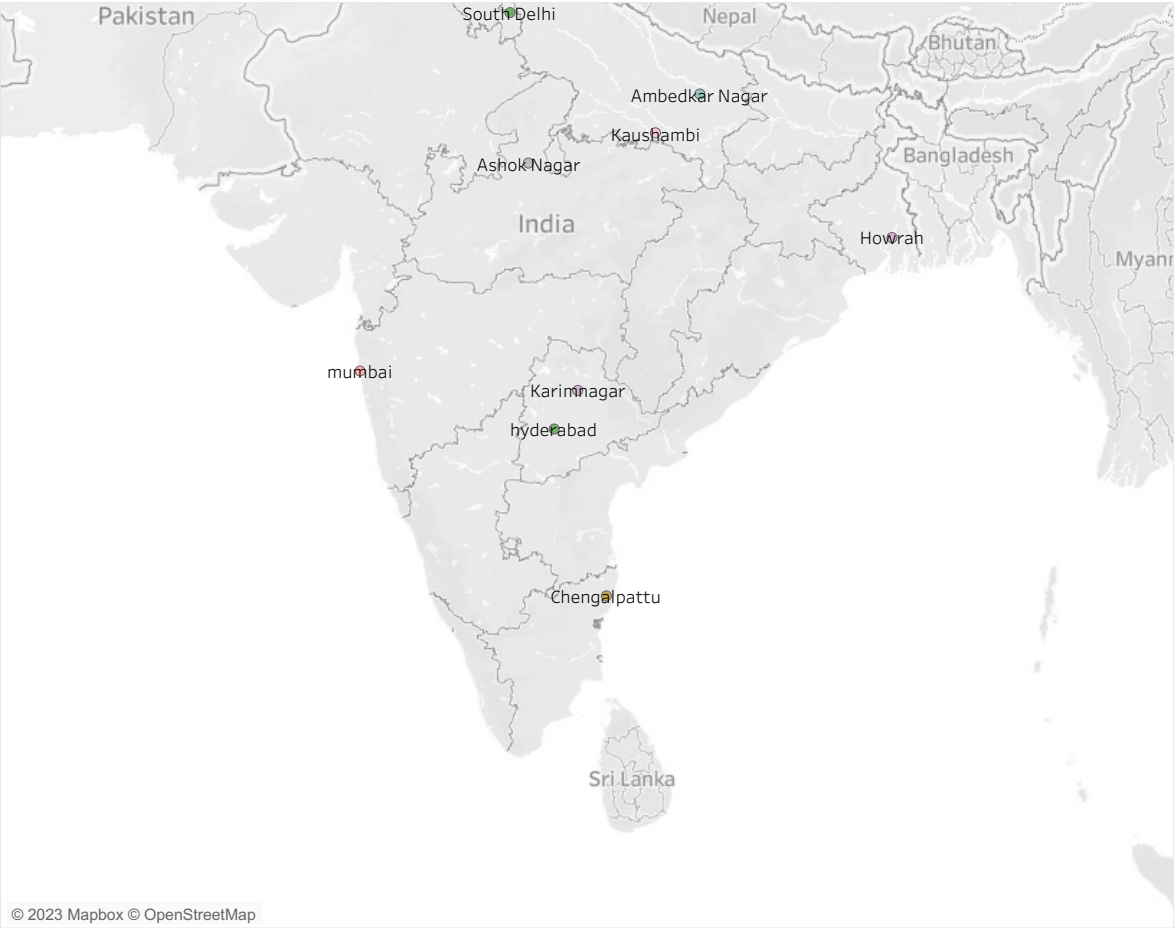 Pakistan
South Delhi
Nepal
Bhutan
Ambedkar Nagar
Kaushambi
Bangladesh
Ashok Nagar
India
Howrah
Myanr
mumbai
Karimnagar
hyderabad
Chengalpattu
Sri Lanka
© 2023 Mapbox © OpenStreetMap